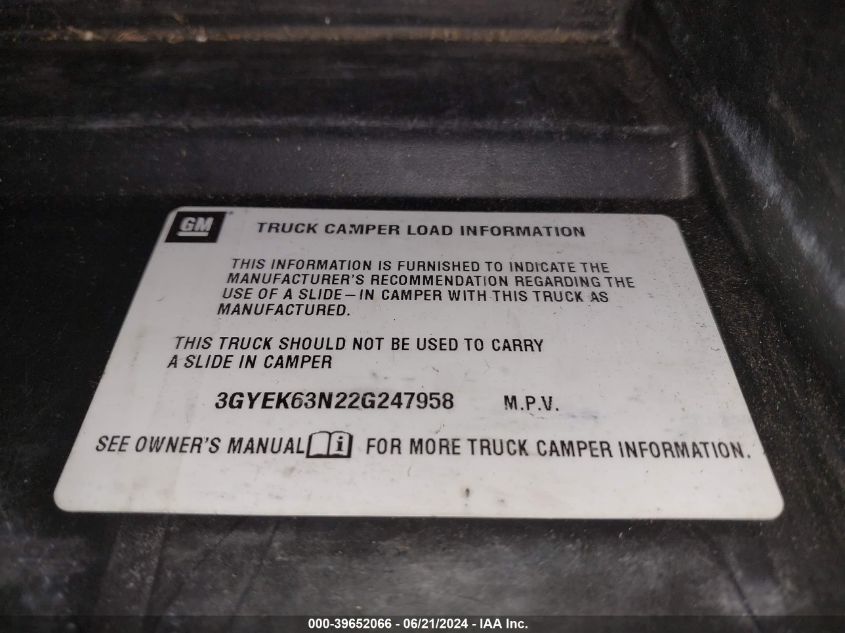 GM
TRUCK CAMPER LOAD INFORMATION
THIS INFORMATION IS FURNISHED TO INDICATE THE
MANUFACTURER'S RECOMMENDATION REGARDING THE
USE OF A SLIDE–IN CAMPER WITH THIS TRUCK AS
MANUFACTURED.
THIS TRUCK SHOULD NOT BE USED TO CARRY
A SLIDE IN CAMPER
3GYEK63N22G247958 M.P.V.
SEE OWNER'S MANUAL i FOR MORE TRUCK CAMPER INFORMATION.
000-39652066 - 06/21/2024 - IAA Inc.